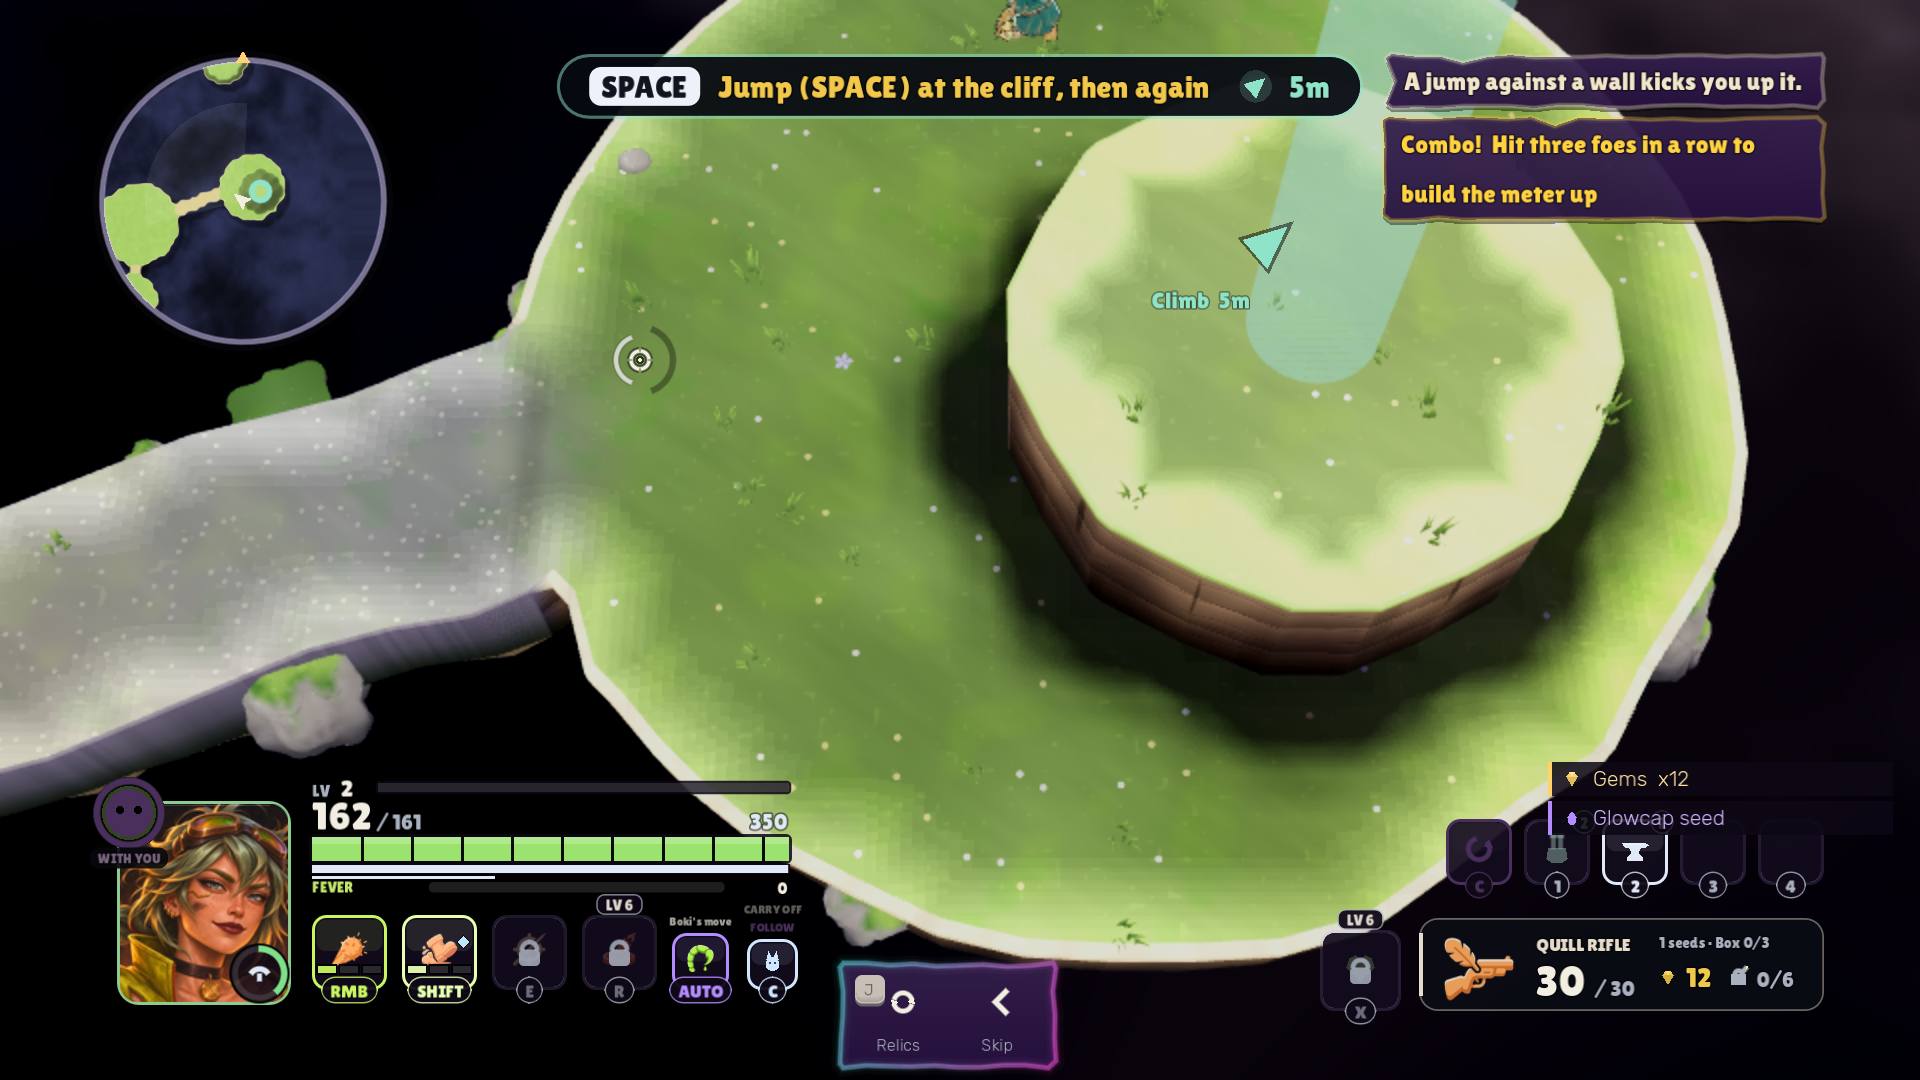 SPACE Jump (SPACE) at the cliff, then again 5m
A jump against a wall kicks you up it.
Combo! Hit three foes in a row to
build the meter up
Climb 5m
Gems x12
Glowcap seed
LV 2
162 / 161 350
WITH YOU
FEVER 0
LV 6
Boki's move
CARRY OFF
FOLLOW
RMB SHIFT E R AUTO C
J
Relics Skip
C 1 2 3 4
LV 6
X
QUILL RIFLE 1 seeds · Box 0/3
30 / 30 12 0/6